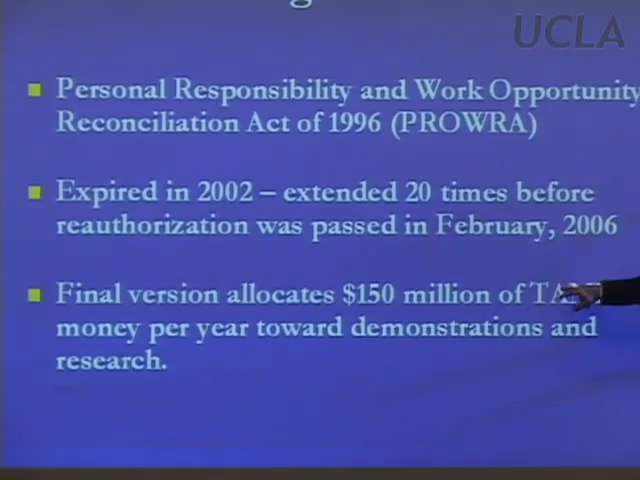 UCLA
Personal Responsibility and Work Opportunity
Reconciliation Act of 1996 (PROWRA)
Expired in 2002 – extended 20 times before
reauthorization was passed in February, 2006
Final version allocates $150 million of
money per year toward demonstrations and
research.